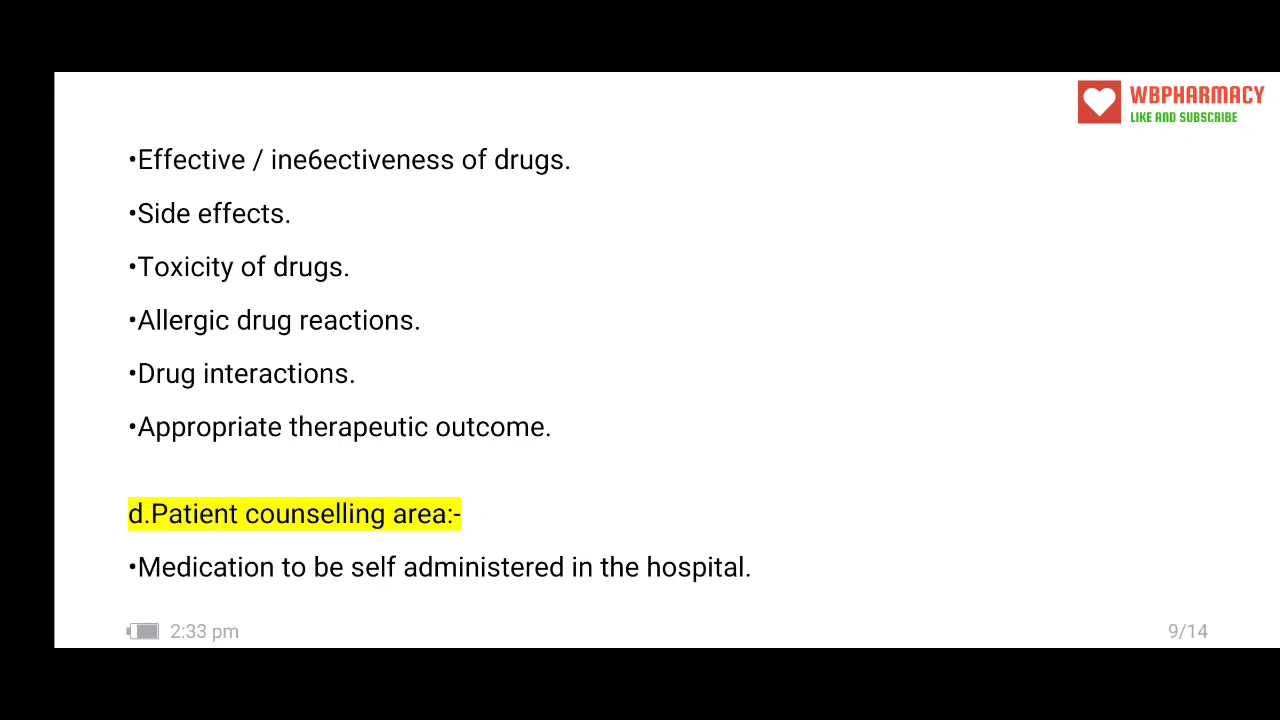 WBPHARMACY
LIKE AND SUBSCRIBE
•Effective / ine6ectiveness of drugs.
•Side effects.
•Toxicity of drugs.
•Allergic drug reactions.
•Drug interactions.
•Appropriate therapeutic outcome.
d.Patient counselling area:-
•Medication to be self administered in the hospital.
2:33 pm
9/14